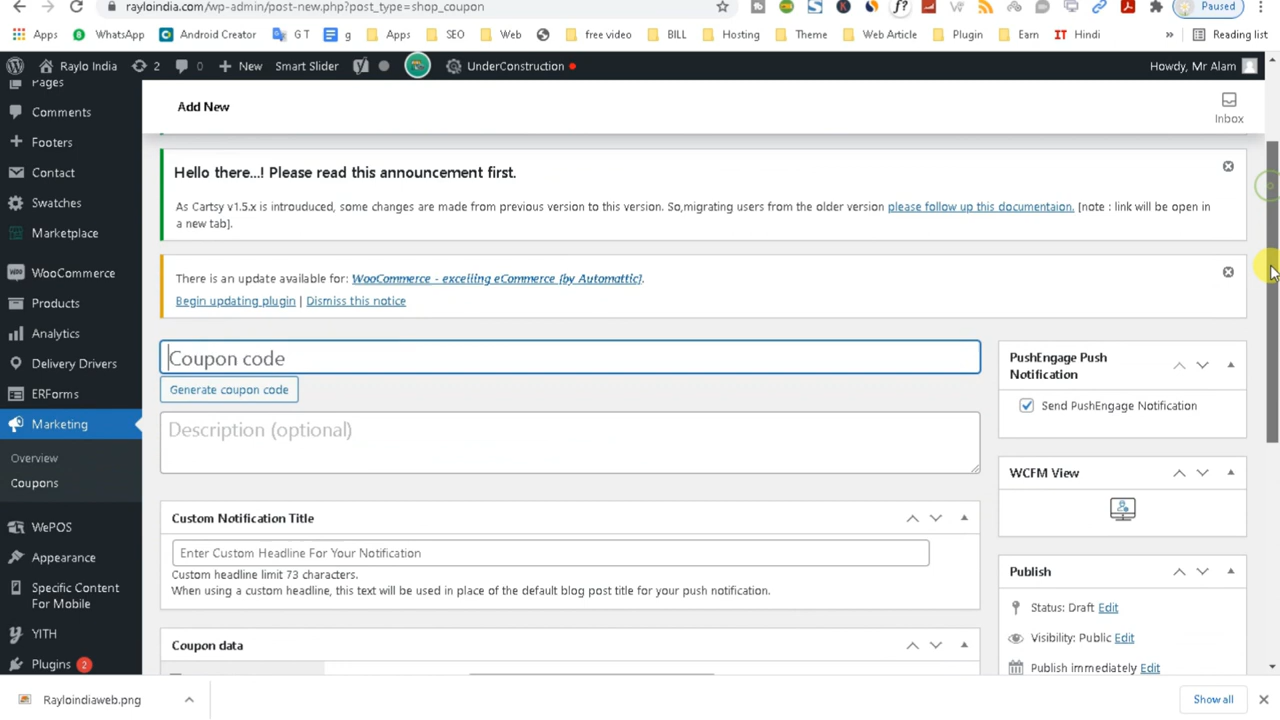 rayloindia.com/wp-admin/post-new.php?post_type=shop_coupon
Paused
Apps
WhatsApp
Android Creator
G T
g
Apps
SEO
Web
free video
BILL
Hosting
Theme
Web Article
Plugin
Earn
IT Hindi
»
Reading list
Raylo India
2
0
New
Smart Slider
UnderConstruction
Howdy, Mr Alam
Pages
Comments
Footers
Contact
Swatches
Marketplace
WooCommerce
Products
Analytics
Delivery Drivers
ERForms
Marketing
Overview
Coupons
WePOS
Appearance
Specific Content
For Mobile
YITH
Plugins 2
Add New
Inbox
Hello there...! Please read this announcement first.
As Cartsy v1.5.x is introuduced, some changes are made from previous version to this version. So,migrating users from the older version please follow up this documentaion. [note : link will be open in
a new tab].
There is an update available for: WooCommerce - excelling eCommerce [by Automattic].
Begin updating plugin | Dismiss this notice
Coupon code
Generate coupon code
Description (optional)
Custom Notification Title
Enter Custom Headline For Your Notification
Custom headline limit 73 characters.
When using a custom headline, this text will be used in place of the default blog post title for your push notification.
Coupon data
PushEngage Push
Notification
Send PushEngage Notification
WCFM View
Publish
Status: Draft Edit
Visibility: Public Edit
Publish immediately Edit
Rayloindiaweb.png
Show all